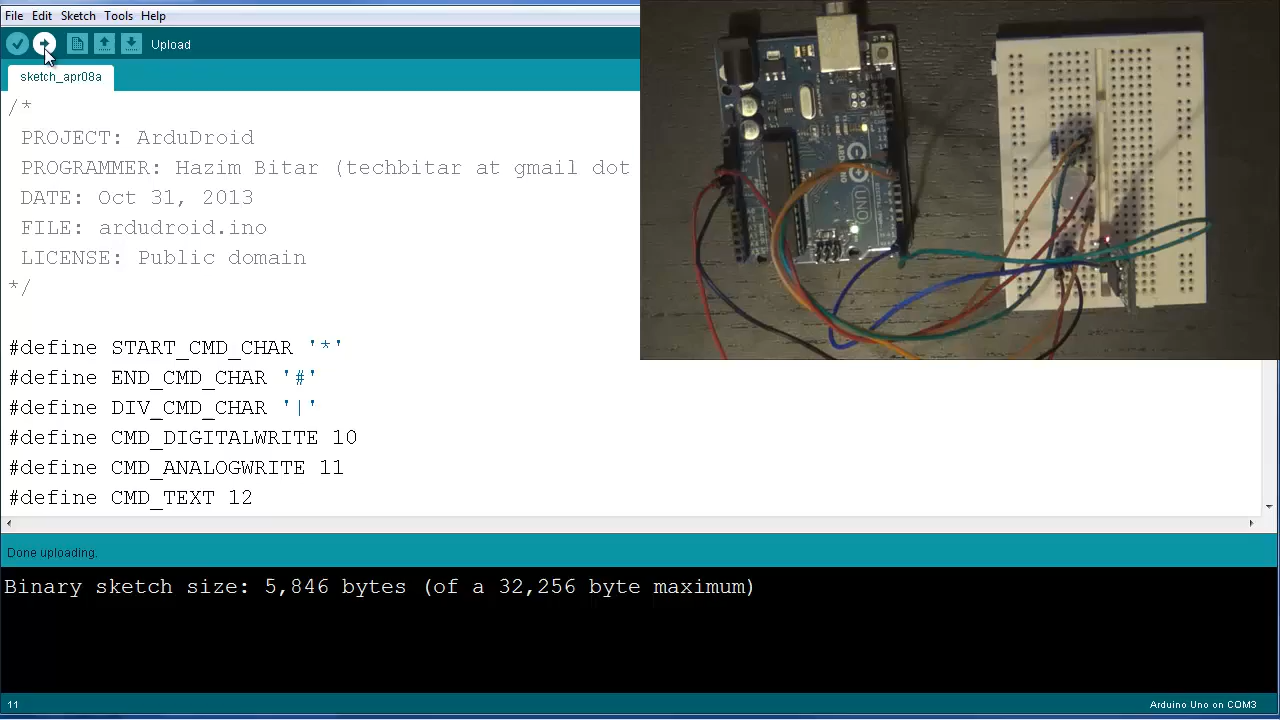 File Edit Sketch Tools Help
Upload
sketch_apr08a
/*
PROJECT: ArduDroid
PROGRAMMER: Hazim Bitar (techbitar at gmail dot
DATE: Oct 31, 2013
FILE: ardudroid.ino
LICENSE: Public domain
*/
#define START_CMD_CHAR '*'
#define END_CMD_CHAR '#'
#define DIV_CMD_CHAR '|'
#define CMD_DIGITALWRITE 10
#define CMD_ANALOGWRITE 11
#define CMD_TEXT 12
Done uploading.
Binary sketch size: 5,846 bytes (of a 32,256 byte maximum)
11
Arduino Uno on COM3
UNO